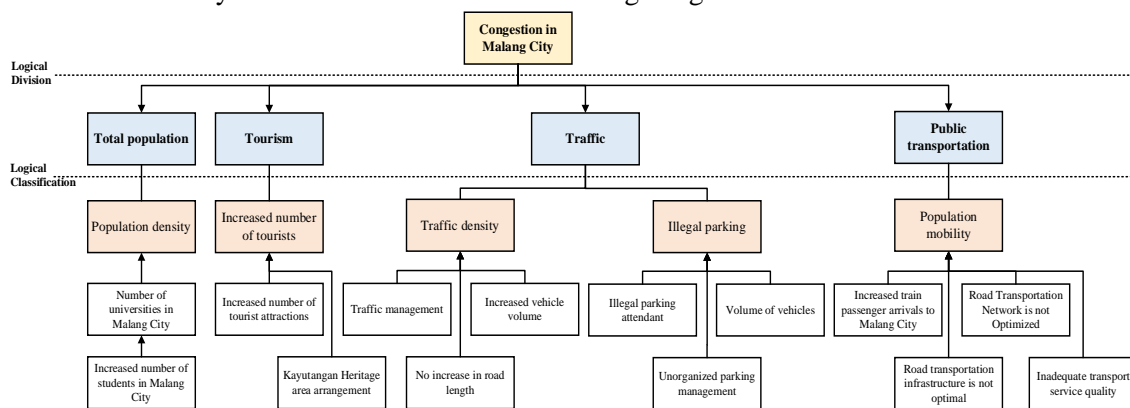 Congestion in
Malang City
Logical
Division
Total population
Tourism
Traffic
Public
transportation
Logical
Classification
Population density
Increased number
of tourists
Traffic density
Illegal parking
Population
mobility
Number of
universities in
Malang City
Increased number of
tourist attractions
Traffic management
Increased vehicle
volume
Illegal parking
attendant
Volume of vehicles
Increased train
passenger arrivals to
Malang City
Road Transportation
Network is not
Optimized
Increased number of
students in Malang
City
Kayutangan Heritage
area arrangement
No increase in road
length
Unorganized parking
management
Road transportation
infrastructure is not
optimal
Inadequate transport
service quality